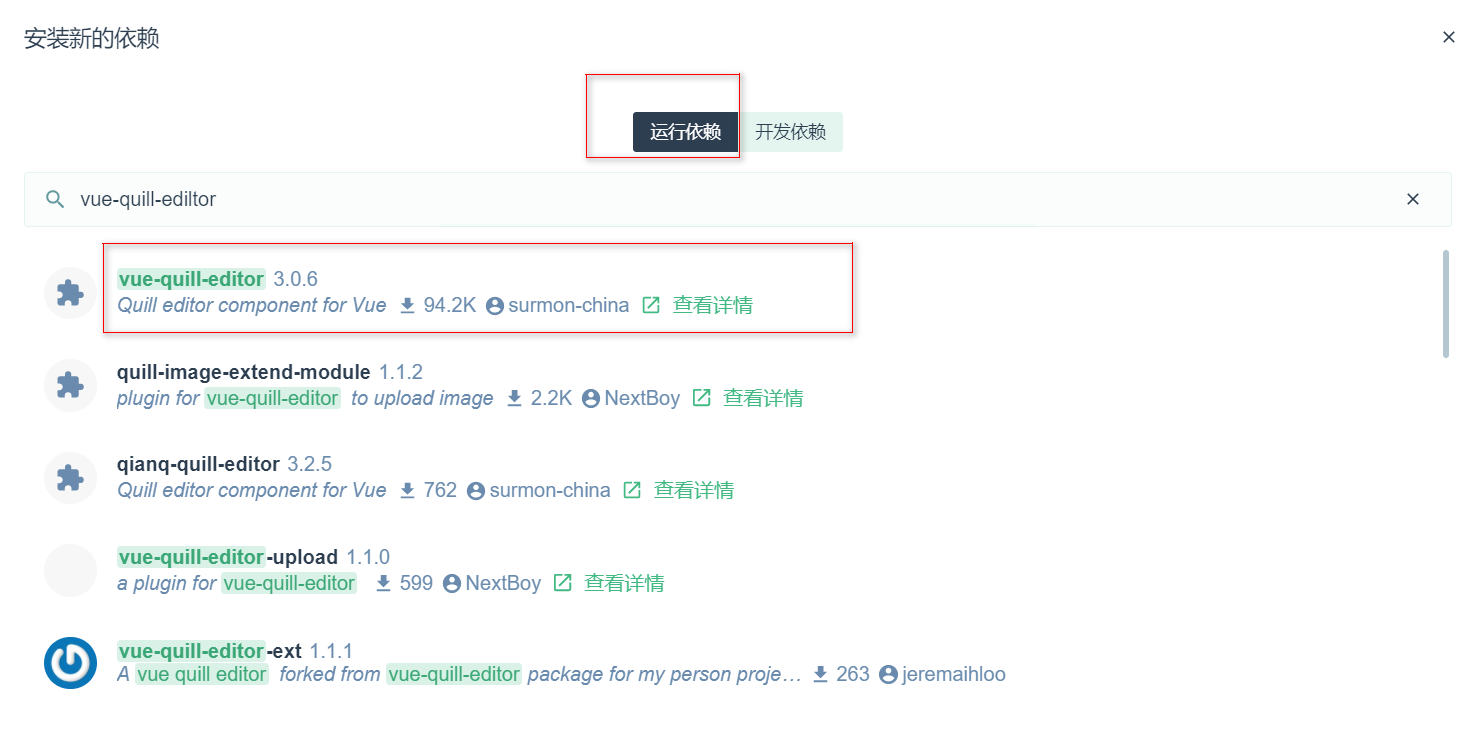 安装新的依赖
运行依赖 开发依赖
vue-quill-ediltor
vue-quill-editor 3.0.6
Quill editor component for Vue 94.2K surmon-china 查看详情
quill-image-extend-module 1.1.2
plugin for vue-quill-editor to upload image 2.2K NextBoy 查看详情
qianq-quill-editor 3.2.5
Quill editor component for Vue 762 surmon-china 查看详情
vue-quill-editor-upload 1.1.0
a plugin for vue-quill-editor 599 NextBoy 查看详情
vue-quill-editor-ext 1.1.1
A vue quill editor forked from vue-quill-editor package for my person proje… 263 jeremaihloo